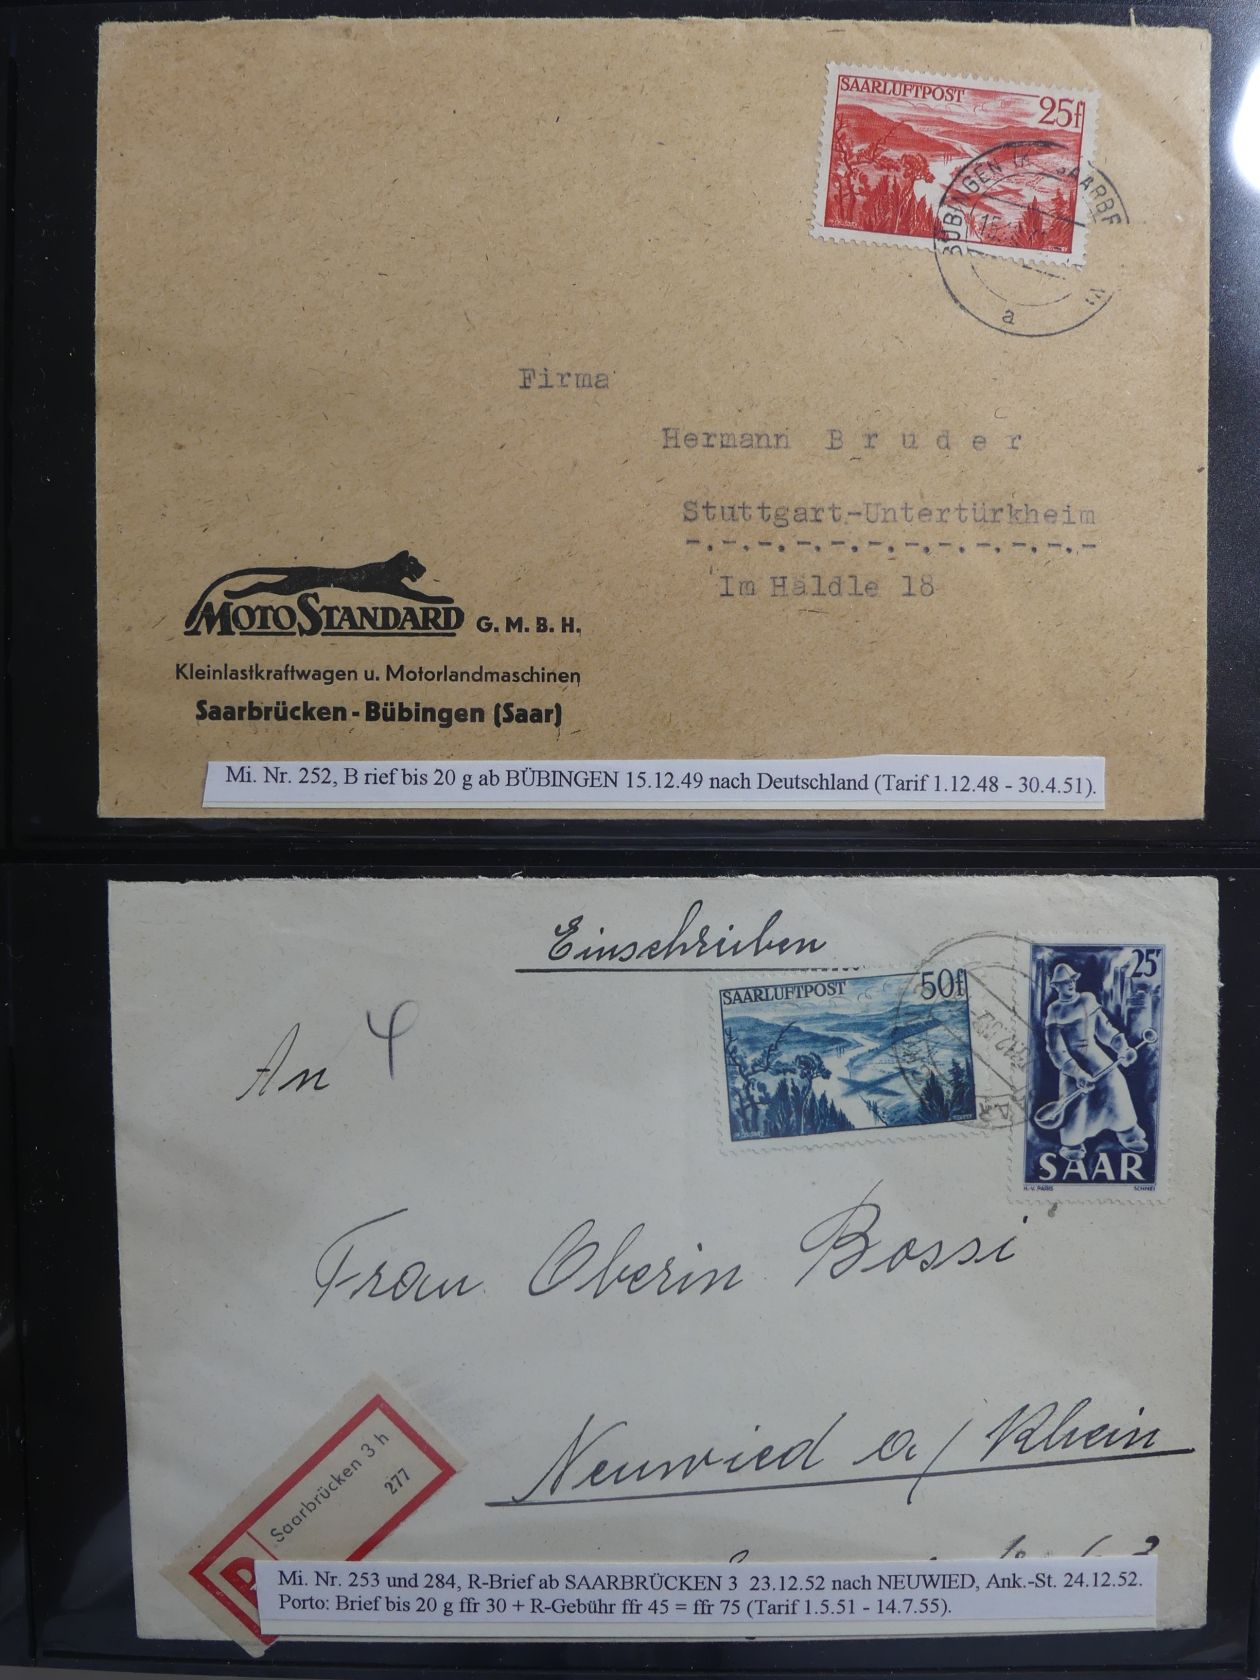 SAARLUFTPOST 25f
BÜBINGEN SAARBR
15
a
Firma
Hermann Bruder
Stuttgart-Untertürkheim
-.-.-.-.-.-.-.-.-.-.-.-
Im Häldle 18
MOTO STANDARD G. M. B. H.
Kleinlastkraftwagen u. Motorlandmaschinen
Saarbrücken - Bübingen (Saar)
Mi. Nr. 252, B rief bis 20 g ab BÜBINGEN 15.12.49 nach Deutschland (Tarif 1.12.48 - 30.4.51).
Einschreiben
SAARLUFTPOST 50f
25f
SAAR
H.-V. PARIS
An
Frau Oberin Bossi
Neuwied a/Rhein
Saarbrücken 3 h
277
R
Mi. Nr. 253 und 284, R-Brief ab SAARBRÜCKEN 3 23.12.52 nach NEUWIED, Ank.-St. 24.12.52.
Porto: Brief bis 20 g ffr 30 + R-Gebühr ffr 45 = ffr 75 (Tarif 1.5.51 - 14.7.55).